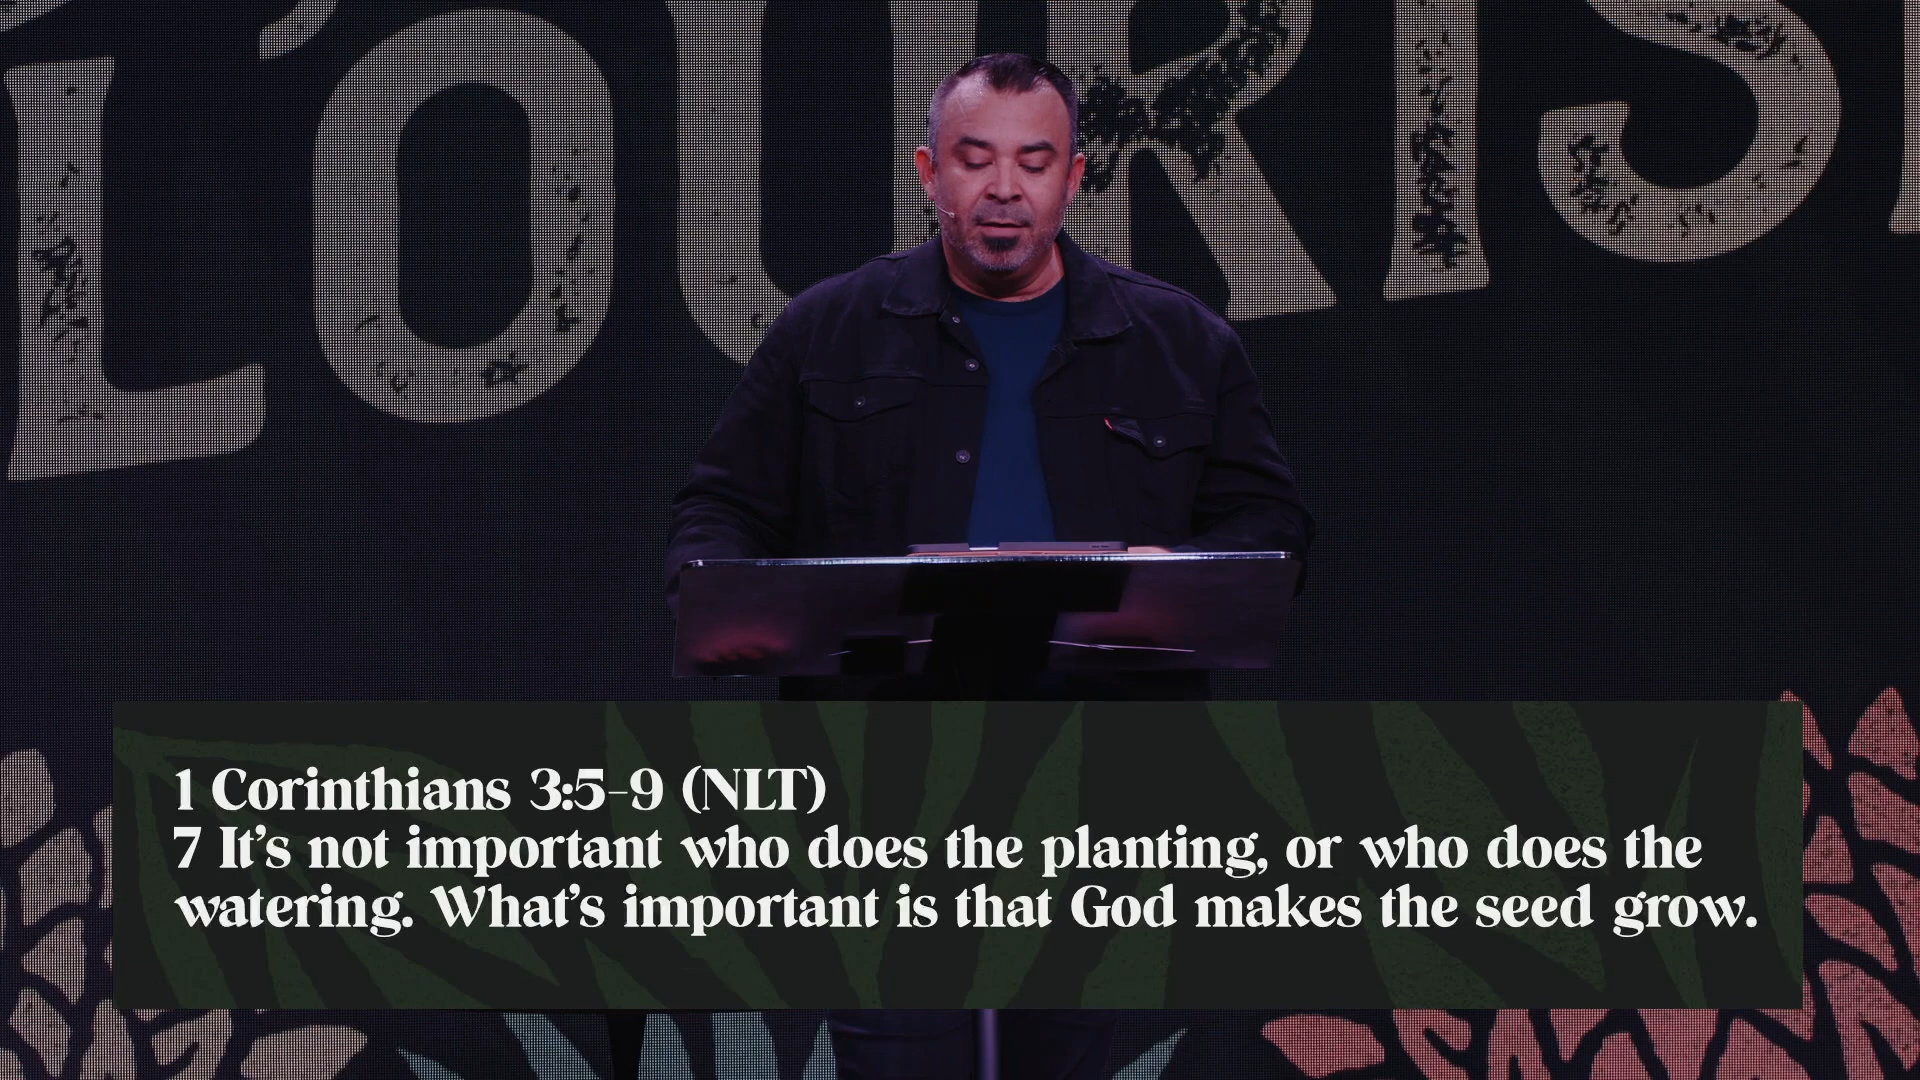 LOURIS
1 Corinthians 3:5-9 (NLT)
7 It's not important who does the planting, or who does the
watering. What's important is that God makes the seed grow.